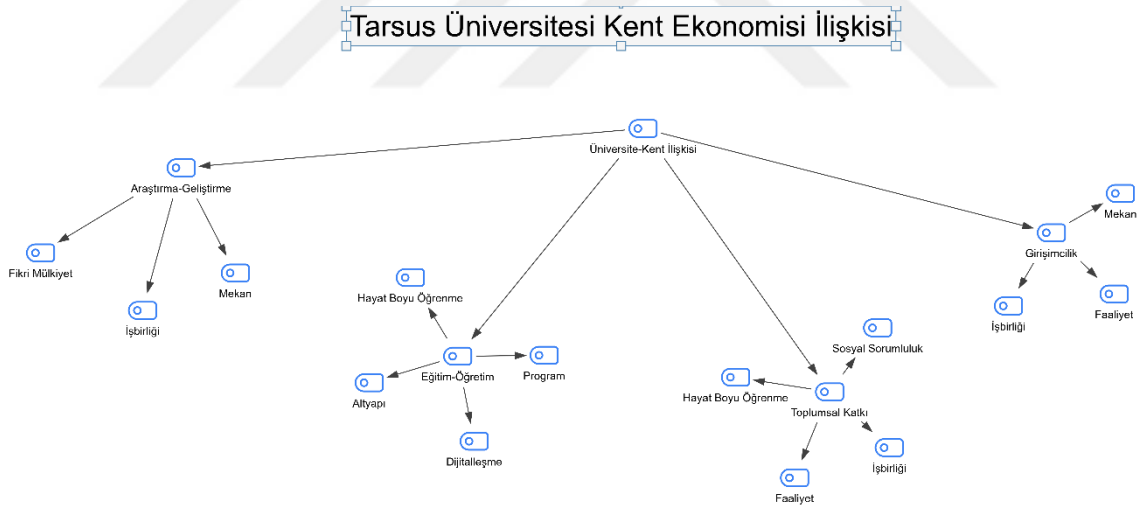 Tarsus Üniversitesi Kent Ekonomisi İlişkisi
Üniversite-Kent İlişkisi
Araştırma-Geliştirme
Mekan
Girişimcilik
Fikri Mülkiyet
Mekan
İşbirliği
Hayat Boyu Öğrenme
İşbirliği
Faaliyet
Sosyal Sorumluluk
Eğitim-Öğretim
Program
Altyapı
Hayat Boyu Öğrenme
Toplumsal Katkı
Dijitalleşme
İşbirliği
Faaliyet